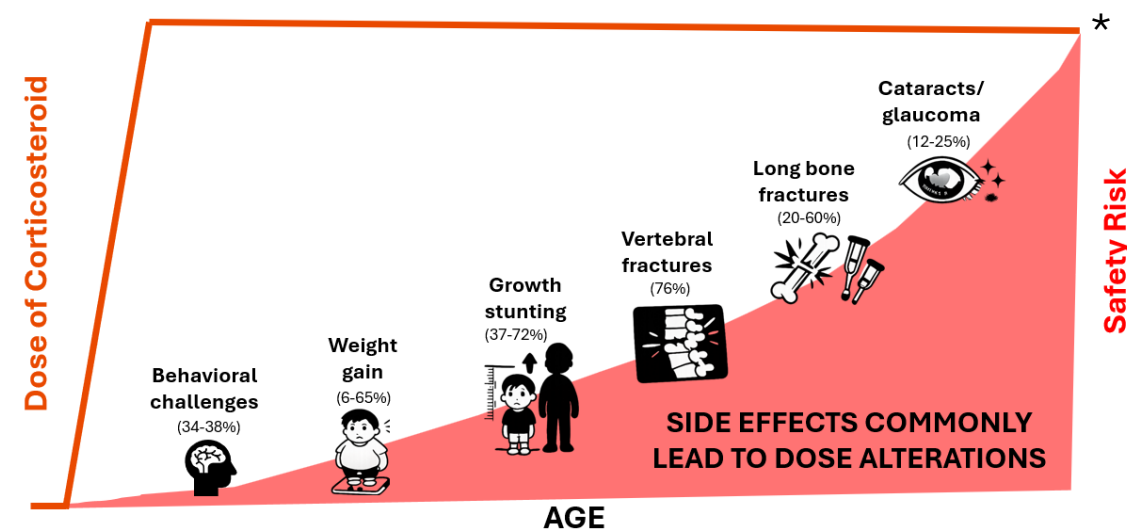 *
Dose of Corticosteroid
Cataracts/
glaucoma
(12-25%)
Long bone
fractures
(20-60%)
Safety Risk
Vertebral
fractures
(76%)
Growth
stunting
(37-72%)
Weight
gain
(6-65%)
Behavioral
challenges
(34-38%)
SIDE EFFECTS COMMONLY
LEAD TO DOSE ALTERATIONS
AGE